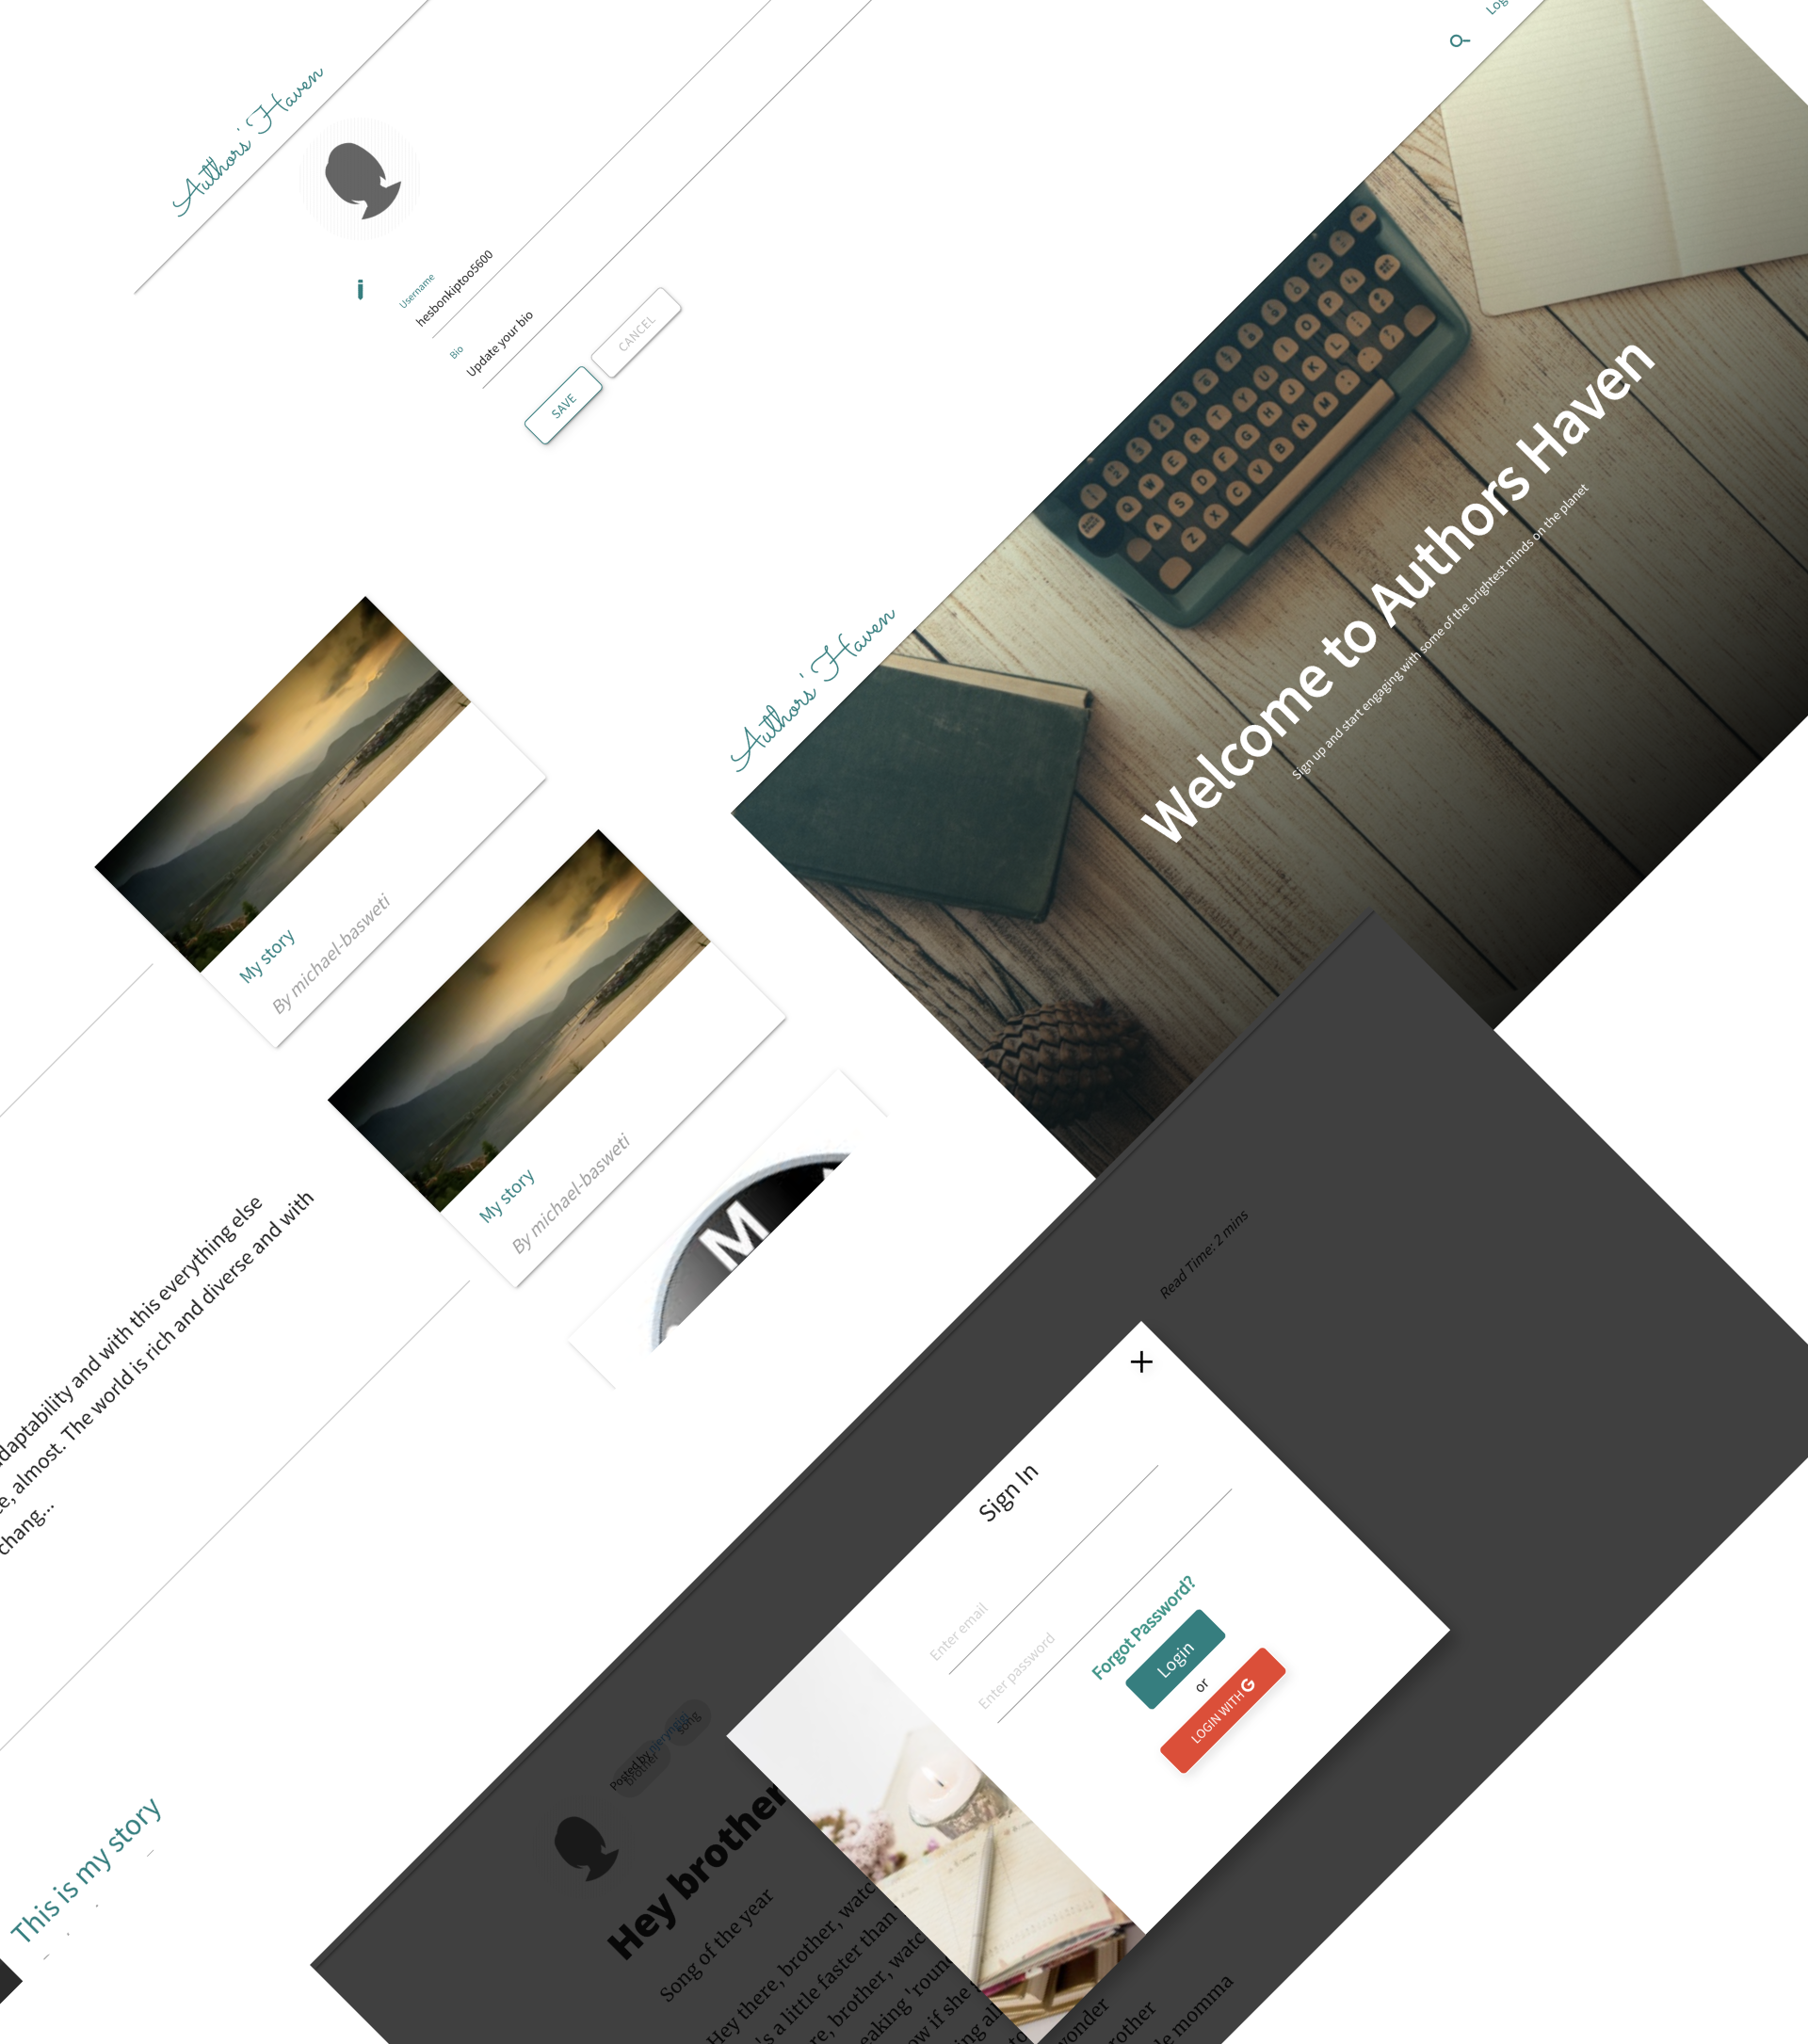 Authors' Haven
Username
hesbonkiptoo5600
Bio
Update your bio
SAVE
CANCEL
My story
By michael-basweti
My story
By michael-basweti
M
daptability and with this everything else
e, almost. The world is rich and diverse and with
chang...
This is my story
Authors' Haven
Log
Welcome to Authors Haven
Sign up and start engaging with some of the brightest minds on the planet
Q W E R T Y U I O P
A S D F G H J K L
Z X C V B N M
Read Time: 2 mins
Sign In
Enter email
Enter password
Forgot Password?
Login
or
LOGIN WITH G
Posted by
brother
song
Hey brother
Song of the year
Hey there, brother, watc
's a little faster than
re, brother, watc
eaking 'roun
ow if she
ing all
to
wonder
rother
le momma